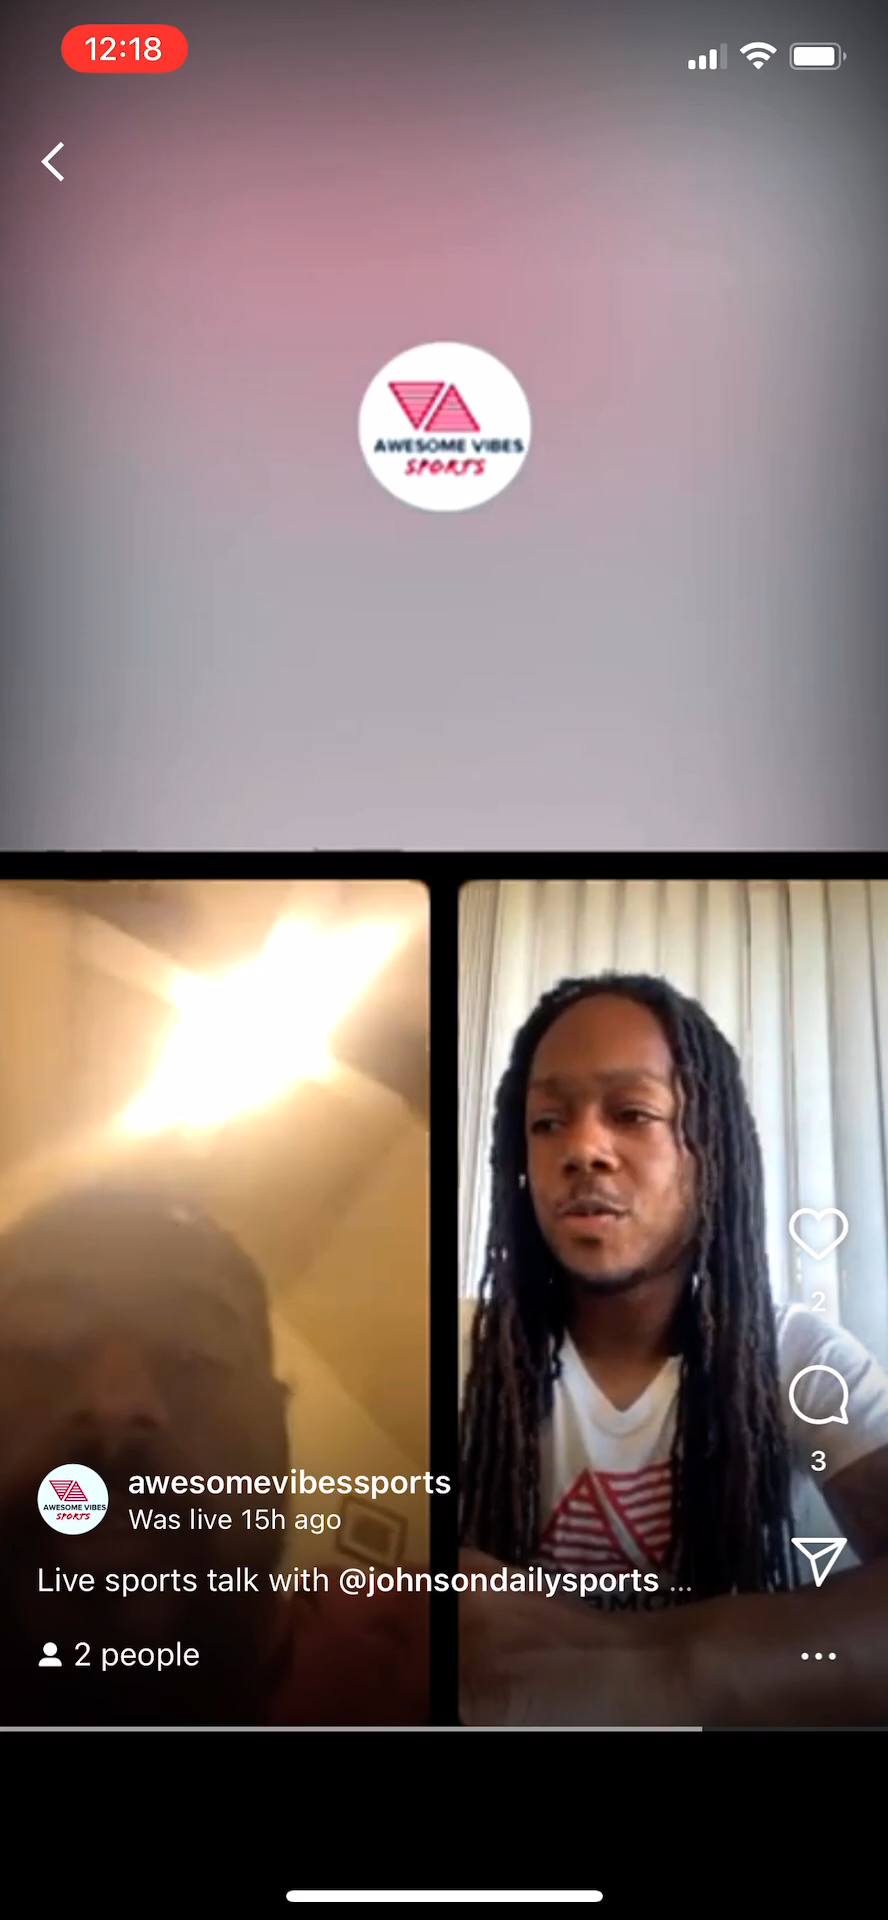 12:18
AWESOME VIBES
SPORTS
2
3
AWESOME VIBES
SPORTS
awesomevibessports
Was live 15h ago
Live sports talk with @johnsondailysports ...
2 people